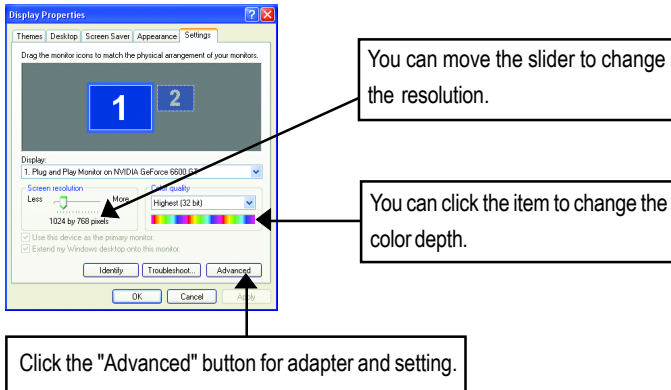 Display Properties
Themes Desktop Screen Saver Appearance Settings
Drag the monitor icons to match the physical arrangement of your monitors.
1 2
Display:
1. Plug and Play Monitor on NVIDIA GeForce 6600 GT
Screen resolution
Less More
1024 by 768 pixels
Color quality
Highest (32 bit)
Use this device as the primary monitor.
Extend my Windows desktop onto this monitor.
Identify Troubleshoot... Advanced
OK Cancel Apply
You can move the slider to change
the resolution.
You can click the item to change the
color depth.
Click the "Advanced" button for adapter and setting.